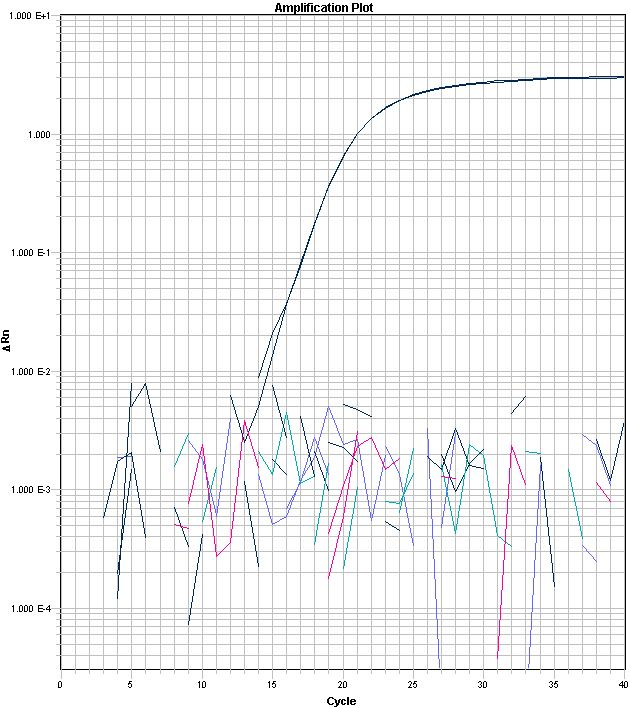 Amplification Plot
1.000 E+1
1.000
1.000 E-1
1.000 E-2
1.000 E-3
1.000 E-4
Δ Rn
0 5 10 15 20 25 30 35 40
Cycle